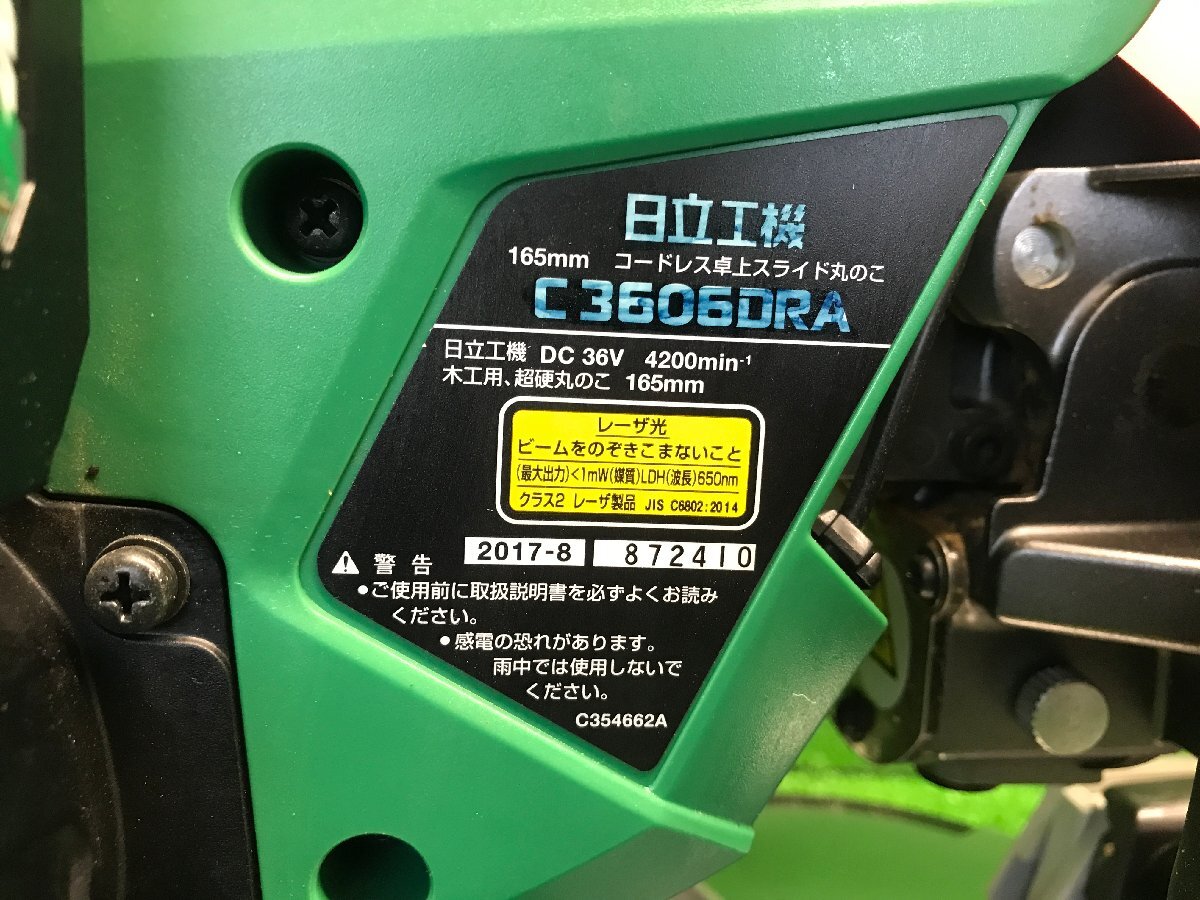 日立工機
165mm コードレス卓上スライド丸のこ
C3606DRA
日立工機 DC 36V 4200min-1
木工用、超硬丸のこ 165mm
レーザ光
ビームをのぞきこまないこと
(最大出力)<1mW(媒質)LDH(波長)650nm
クラス2 レーザ製品 JIS C6802:2014
2017-8 872410
警告
●ご使用前に取扱説明書を必ずよくお読み
ください。
●感電の恐れがあります。
雨中では使用しないで
ください。
C354662A